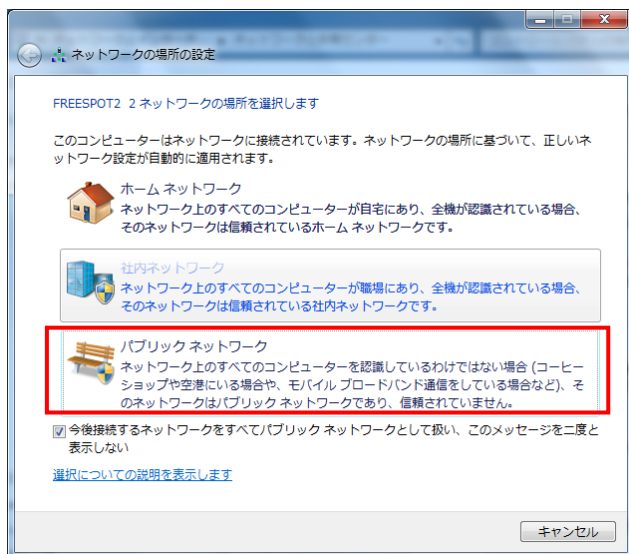 ネットワークの場所の設定
FREESPOT2 2 ネットワークの場所を選択します
このコンピューターはネットワークに接続されています。ネットワークの場所に基づいて、正しいネ
ットワーク設定が自動的に適用されます。
ホーム ネットワーク
ネットワーク上のすべてのコンピューターが自宅にあり、全機が認識されている場合、
そのネットワークは信頼されているホーム ネットワークです。
社内ネットワーク
ネットワーク上のすべてのコンピューターが職場にあり、全機が認識されている場合、
そのネットワークは信頼されている社内ネットワークです。
パブリック ネットワーク
ネットワーク上のすべてのコンピューターを認識しているわけではない場合 (コーヒー
ショップや空港にいる場合や、モバイル ブロードバンド通信をしている場合など)、そ
のネットワークはパブリック ネットワークであり、信頼されていません。
今後接続するネットワークをすべてパブリック ネットワークとして扱い、このメッセージを二度と
表示しない
選択についての説明を表示します
キャンセル